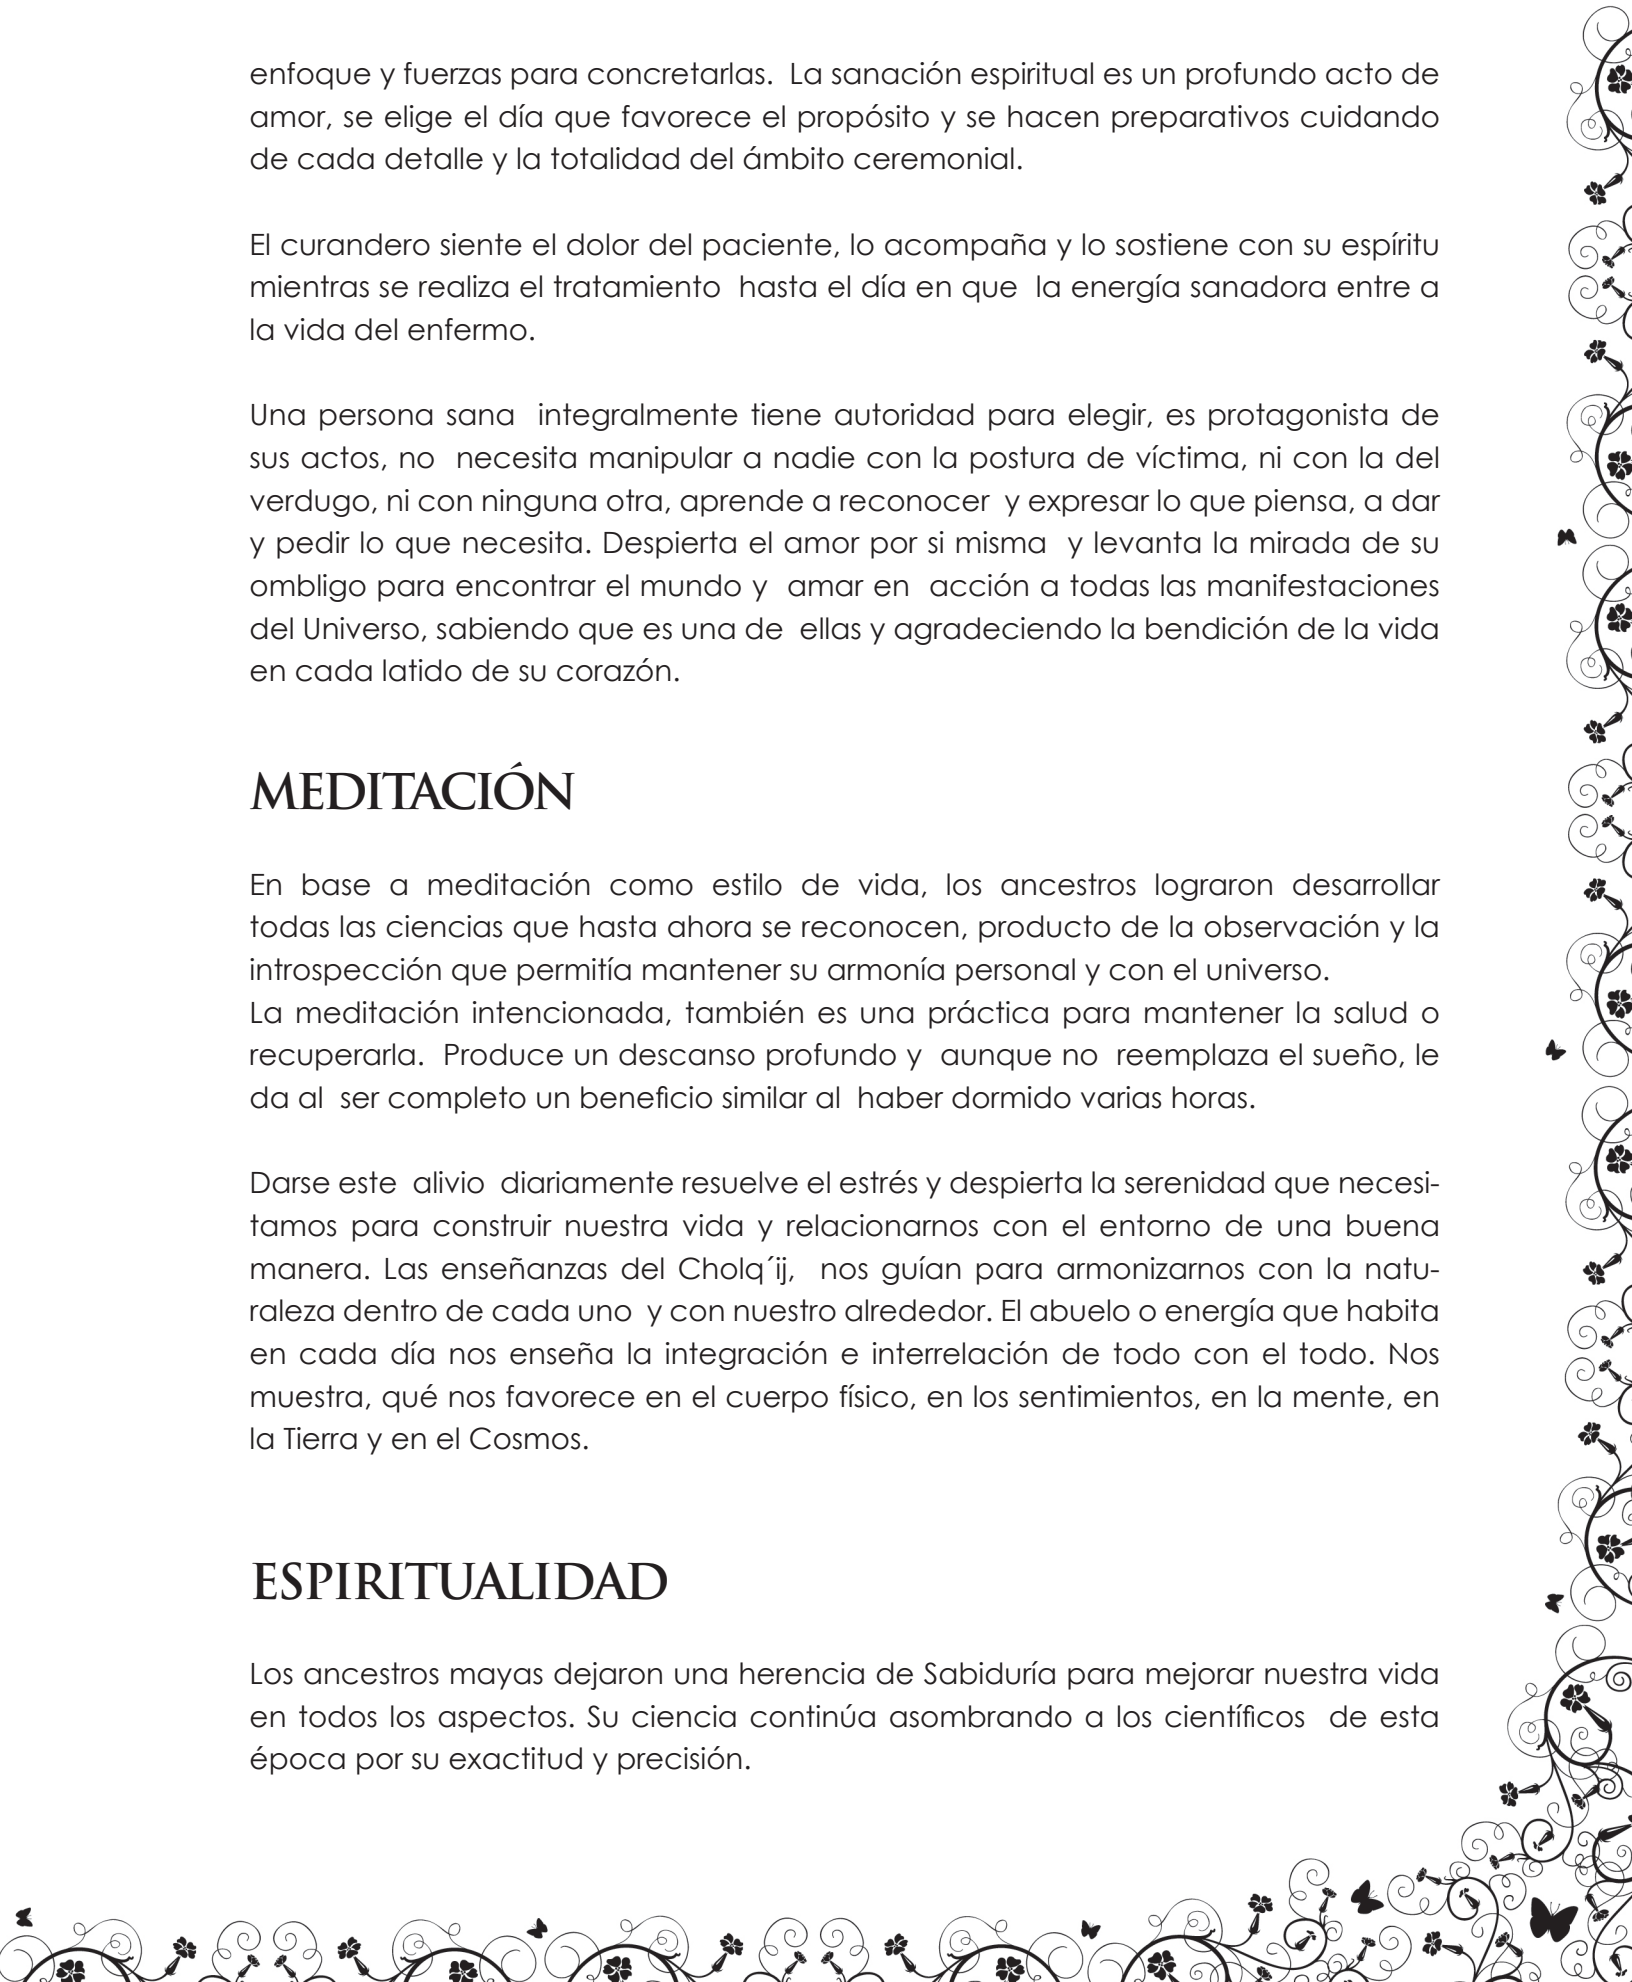 enfoque y fuerzas para concretarlas.  La sanación espiritual es un profundo acto de
amor, se elige el día que favorece el propósito y se hacen preparativos cuidando
de cada detalle y la totalidad del ámbito ceremonial.

El curandero siente el dolor del paciente, lo acompaña y lo sostiene con su espíritu
mientras se realiza el tratamiento  hasta el día en que  la energía sanadora entre a
la vida del enfermo.

Una persona sana  integralmente tiene autoridad para elegir, es protagonista de
sus actos, no  necesita manipular a nadie con la postura de víctima, ni con la del
verdugo, ni con ninguna otra, aprende a reconocer  y expresar lo que piensa, a dar
y pedir lo que necesita. Despierta el amor por si misma  y levanta la mirada de su
ombligo para encontrar el mundo y  amar en  acción a todas las manifestaciones
del Universo, sabiendo que es una de  ellas y agradeciendo la bendición de la vida
en cada latido de su corazón.

MEDITACIÓN

En base a meditación como estilo de vida, los ancestros lograron desarrollar
todas las ciencias que hasta ahora se reconocen, producto de la observación y la
introspección que permitía mantener su armonía personal y con el universo.
La meditación intencionada, también es una práctica para mantener la salud o
recuperarla.  Produce un descanso profundo y  aunque no  reemplaza el sueño, le
da al  ser completo un beneficio similar al  haber dormido varias horas.

Darse este  alivio  diariamente resuelve el estrés y despierta la serenidad que necesi-
tamos para construir nuestra vida y relacionarnos con el entorno de una buena
manera. Las enseñanzas del Cholq´ij,  nos guían para armonizarnos con la natu-
raleza dentro de cada uno  y con nuestro alrededor. El abuelo o energía que habita
en cada día nos enseña la integración e interrelación de todo con el todo. Nos
muestra, qué nos favorece en el cuerpo físico, en los sentimientos, en la mente, en
la Tierra y en el Cosmos.

ESPIRITUALIDAD

Los ancestros mayas dejaron una herencia de Sabiduría para mejorar nuestra vida
en todos los aspectos. Su ciencia continúa asombrando a los científicos  de esta
época por su exactitud y precisión.